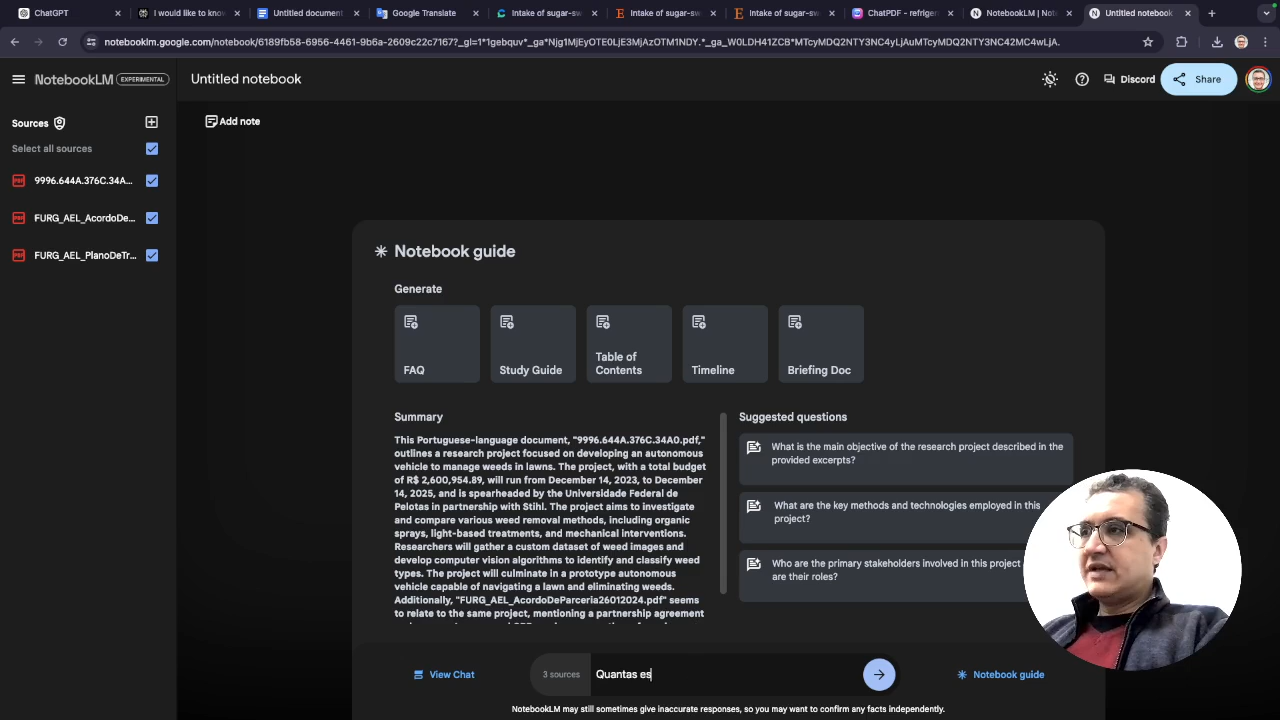 ChatGPT
I would like to know
Untitled document
Google Translate
Intake of sugar-sw
Intake of sugar-sw
Intake of sugar-sw
ChatPDF - refriger
NotebookLM | Not
Untitled notebook
notebooklm.google.com/notebook/6189fb58-6956-4461-9b6a-2609c22c7167?_gl=1*1gebquv*_ga*Njg1MjEyOTE0LjE3MjAzOTM1NDY.*_ga_W0LDH41ZCB*MTcyMDQ2NTY3NC4yLjAuMTcyMDQ2NTY3NC42MC4wLjA.
NotebookLM EXPERIMENTAL
Untitled notebook
Discord
Share
Sources
Select all sources
9996.644A.376C.34A...
FURG_AEL_AcordoDe...
FURG_AEL_PlanoDeTr...
Add note
Notebook guide
Generate
FAQ
Study Guide
Table of
Contents
Timeline
Briefing Doc
Summary
This Portuguese-language document, "9996.644A.376C.34A0.pdf,"
outlines a research project focused on developing an autonomous
vehicle to manage weeds in lawns. The project, with a total budget
of R$ 2,600,954.89, will run from December 14, 2023, to December
14, 2025, and is spearheaded by the Universidade Federal de
Pelotas in partnership with Stihl. The project aims to investigate
and compare various weed removal methods, including organic
sprays, light-based treatments, and mechanical interventions.
Researchers will gather a custom dataset of weed images and
develop computer vision algorithms to identify and classify weed
types. The project will culminate in a prototype autonomous
vehicle capable of navigating a lawn and eliminating weeds.
Additionally, "FURG_AEL_AcordoDeParceria26012024.pdf" seems
to relate to the same project, mentioning a partnership agreement
Suggested questions
What is the main objective of the research project described in the
provided excerpts?
What are the key methods and technologies employed in this
project?
Who are the primary stakeholders involved in this project
are their roles?
View Chat
3 sources
Quantas es
Notebook guide
NotebookLM may still sometimes give inaccurate responses, so you may want to confirm any facts independently.